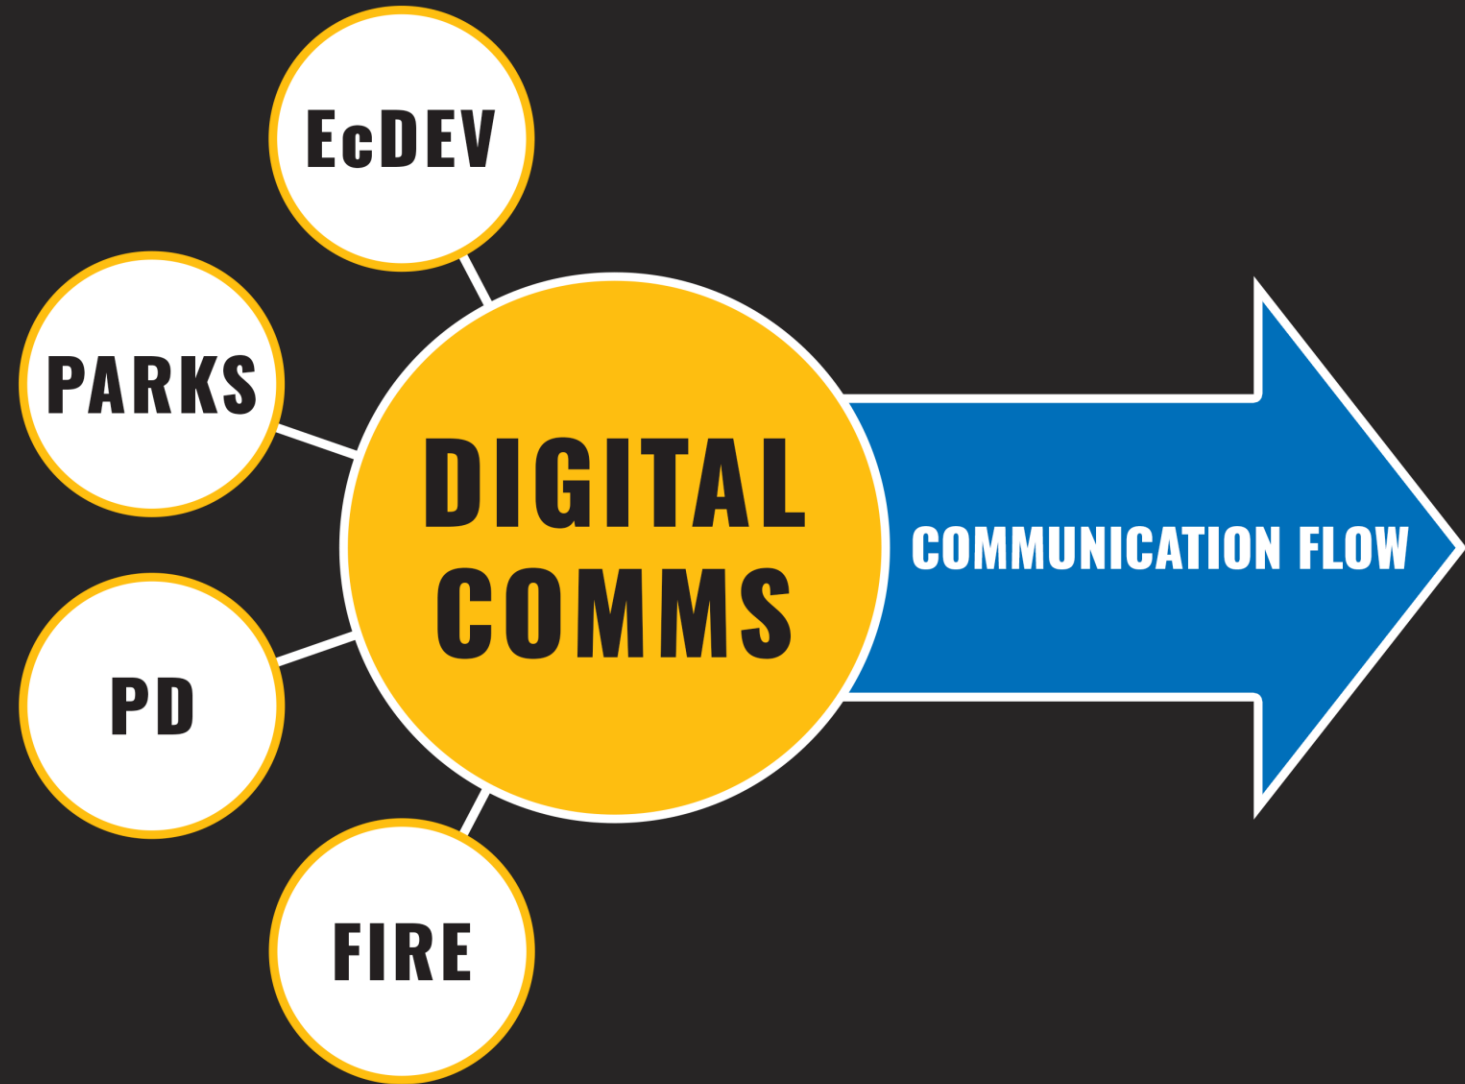 EcDEV
PARKS
DIGITAL
COMMS
COMMUNICATION FLOW
PD
FIRE